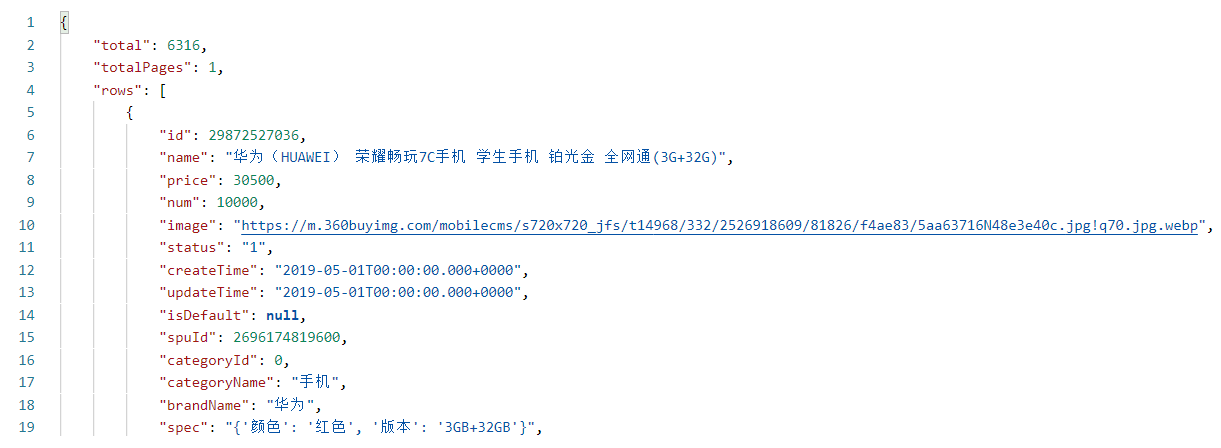 1 {
2 "total": 6316,
3 "totalPages": 1,
4 "rows": [
5 {
6 "id": 29872527036,
7 "name": "华为（HUAWEI） 荣耀畅玩7C手机 学生手机 铂光金 全网通(3G+32G)",
8 "price": 30500,
9 "num": 10000,
10 "image": "https://m.360buyimg.com/mobilecms/s720x720_jfs/t14968/332/2526918609/81826/f4ae83/5aa63716N48e3e40c.jpg!q70.jpg.webp",
11 "status": "1",
12 "createTime": "2019-05-01T00:00:00.000+0000",
13 "updateTime": "2019-05-01T00:00:00.000+0000",
14 "isDefault": null,
15 "spuId": 2696174819600,
16 "categoryId": 0,
17 "categoryName": "手机",
18 "brandName": "华为",
19 "spec": "{'颜色': '红色', '版本': '3GB+32GB'}",